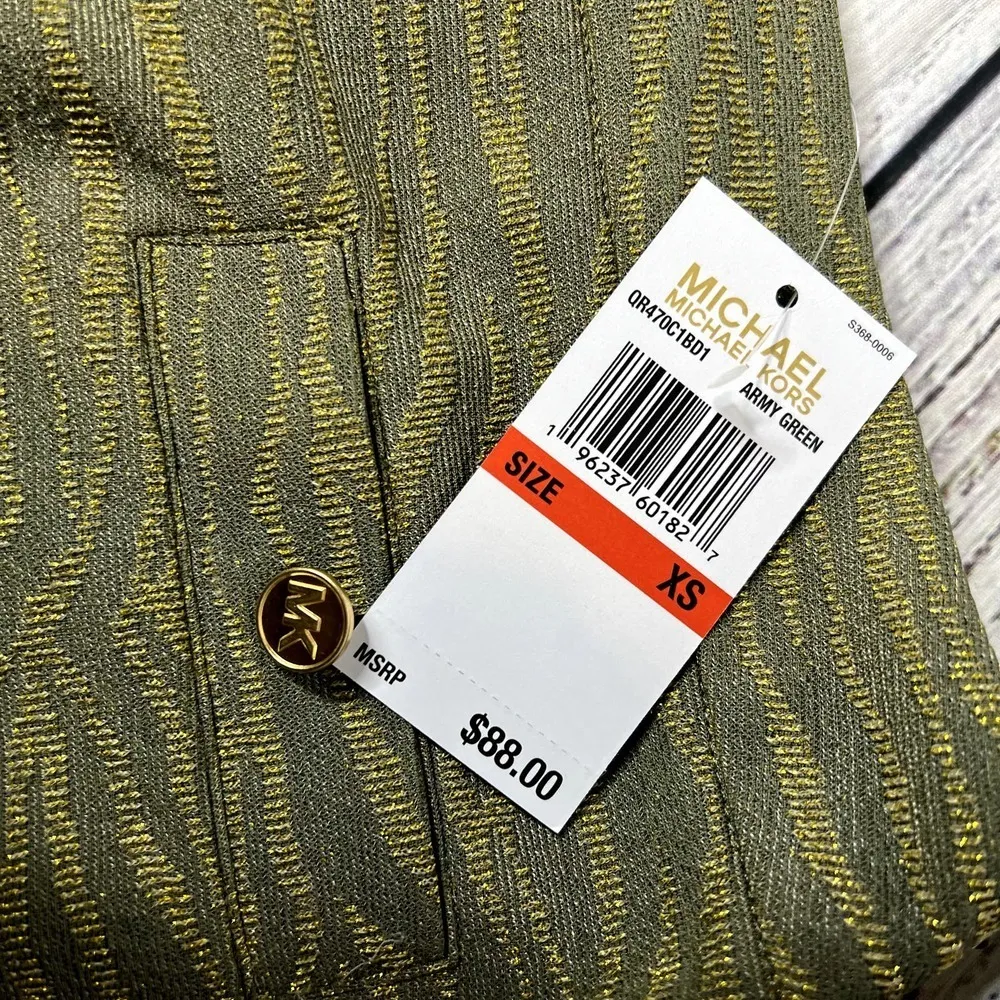 S368-0006
MICHAEL
MICHAEL KORS
QR470C1BD1
ARMY GREEN
1 96237 60182 7
SIZE XS
MSRP
$88.00
MK